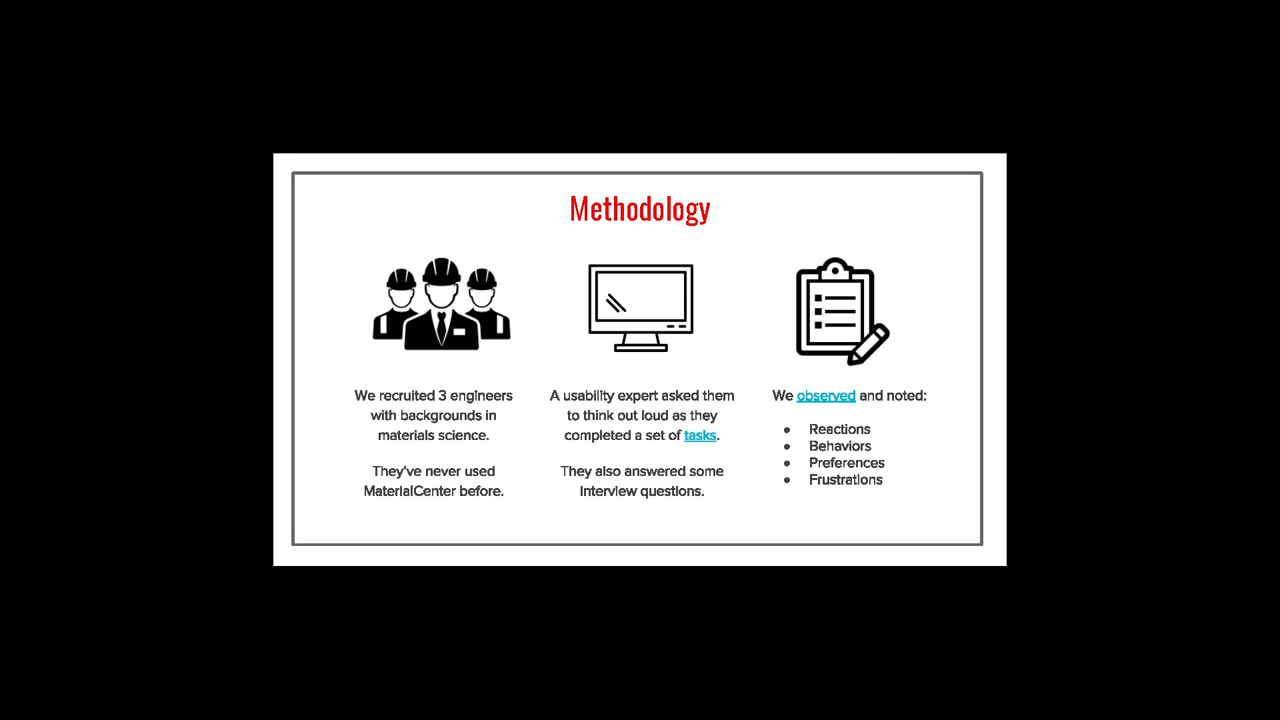 Methodology
We recruited 3 engineers
with backgrounds in
materials science.
They've never used
MaterialCenter before.
A usability expert asked them
to think out loud as they
completed a set of tasks.
They also answered some
interview questions.
We observed and noted:
● Reactions
● Behaviors
● Preferences
● Frustrations